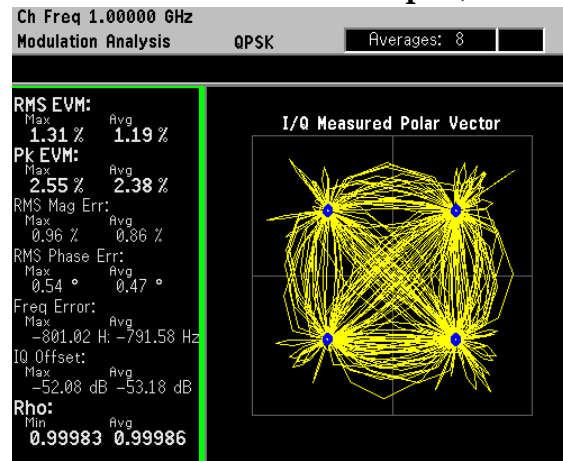 Ch Freq 1.00000 GHz
Modulation Analysis QPSK Averages: 8
RMS EVM:
Max Avg
1.31 % 1.19 %
Pk EVM:
Max Avg
2.55 % 2.38 %
RMS Mag Err:
Max Avg
0.96 % 0.86 %
RMS Phase Err:
Max Avg
0.54 ° 0.47 °
Freq Error:
Max Avg
-801.02 H: -791.58 Hz
IQ Offset:
Max Avg
-52.08 dB -53.18 dB
Rho:
Min Avg
0.99983 0.99986
I/Q Measured Polar Vector